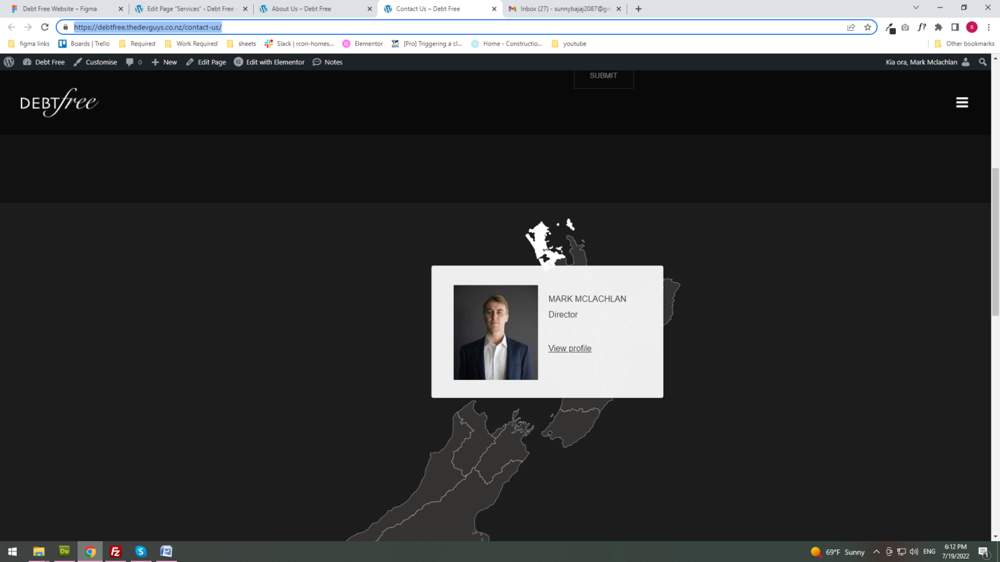 Debt Free Website – Figma
Edit Page "Services" ‹ Debt Free
About Us – Debt Free
Contact Us – Debt Free
Inbox (27) - sunnybajaj2087@gm
https://debtfree.thedevguys.co.nz/contact-us/
f?
s
figma links
Boards | Trello
Required
Work Required
sheets
Slack | rcon-homes...
Elementor
[Pro] Triggering a cl...
Home - Constructio...
youtube
Other bookmarks
Debt Free
Customise
0
New
Edit Page
Edit with Elementor
Notes
Kia ora, Mark Mclachlan
SUBMIT
DEBTfree
MARK MCLACHLAN
Director
View profile
Dw
Fz
S
W
69°F Sunny
ENG
6:12 PM
7/19/2022
1